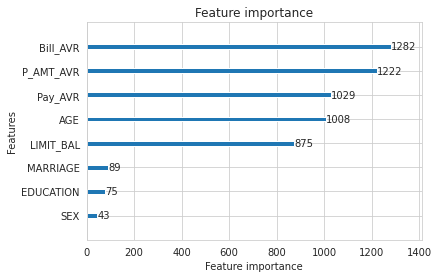 Feature importance
Features
Bill_AVR 1282
P_AMT_AVR 1222
Pay_AVR 1029
AGE 1008
LIMIT_BAL 875
MARRIAGE 89
EDUCATION 75
SEX 43
0 200 400 600 800 1000 1200 1400
Feature importance